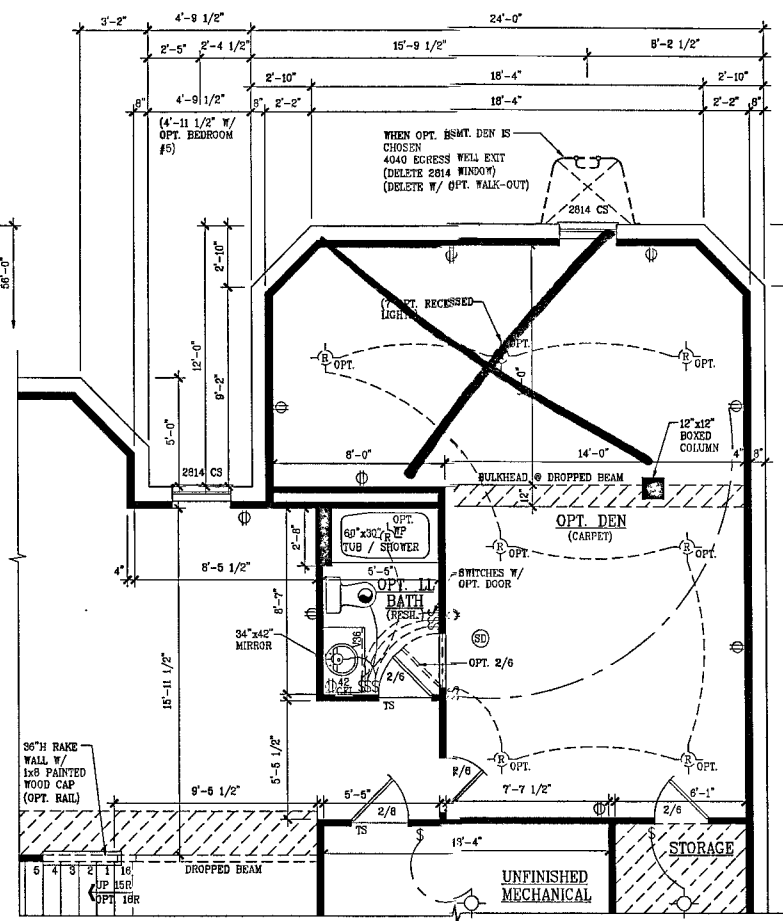 3'-2"
4'-9 1/2"
24'-0"
2'-5"
2'-4 1/2"
15'-9 1/2"
8'-2 1/2"
2'-10"
18'-4"
2'-10"
8"
4'-9 1/2"
8"
2'-2"
18'-4"
2'-2"
8"
(4'-11 1/2" W/
OPT. BEDROOM
#5)
WHEN OPT. BSMT. DEN IS
CHOSEN
4040 EGRESS WELL EXIT
(DELETE 2814 WINDOW)
(DELETE W/ OPT. WALK-OUT)
2814 CS
56'-0"
2'-10"
12'-0"
9'-2"
5'-0"
(7 OPT. RECESSED
LIGHTS)
OPT.
R
OPT.
R
OPT.
12"x12"
BOXED
COLUMN
2814 CS
8'-0"
14'-0"
4"
8"
BULKHEAD @ DROPPED BEAM
12"
OPT. DEN
(CARPET)
2'-8"
60"x30"
TUB / SHOWER
OPT.
WP
R
R
OPT.
R
OPT.
4"
8'-5 1/2"
5'-5"
SWITCHES W/
OPT. DOOR
OPT. LL
BATH
(RESIL.)
8'-7"
34"x42"
MIRROR
36
SD
OPT. 2/6
42
2/6
TS
15'-11 1/2"
36"H RAKE
WALL W/
1x8 PAINTED
WOOD CAP
(OPT. RAIL)
5'-5 1/2"
R
OPT.
R
OPT.
9'-6 1/2"
5'-5"
2/6
7'-7 1/2"
6'-1"
2/8
2/6
TS
13'-4"
STORAGE
DROPPED BEAM
5 4 3 2 1 16
UP 15R
OPT 16R
UNFINISHED
MECHANICAL